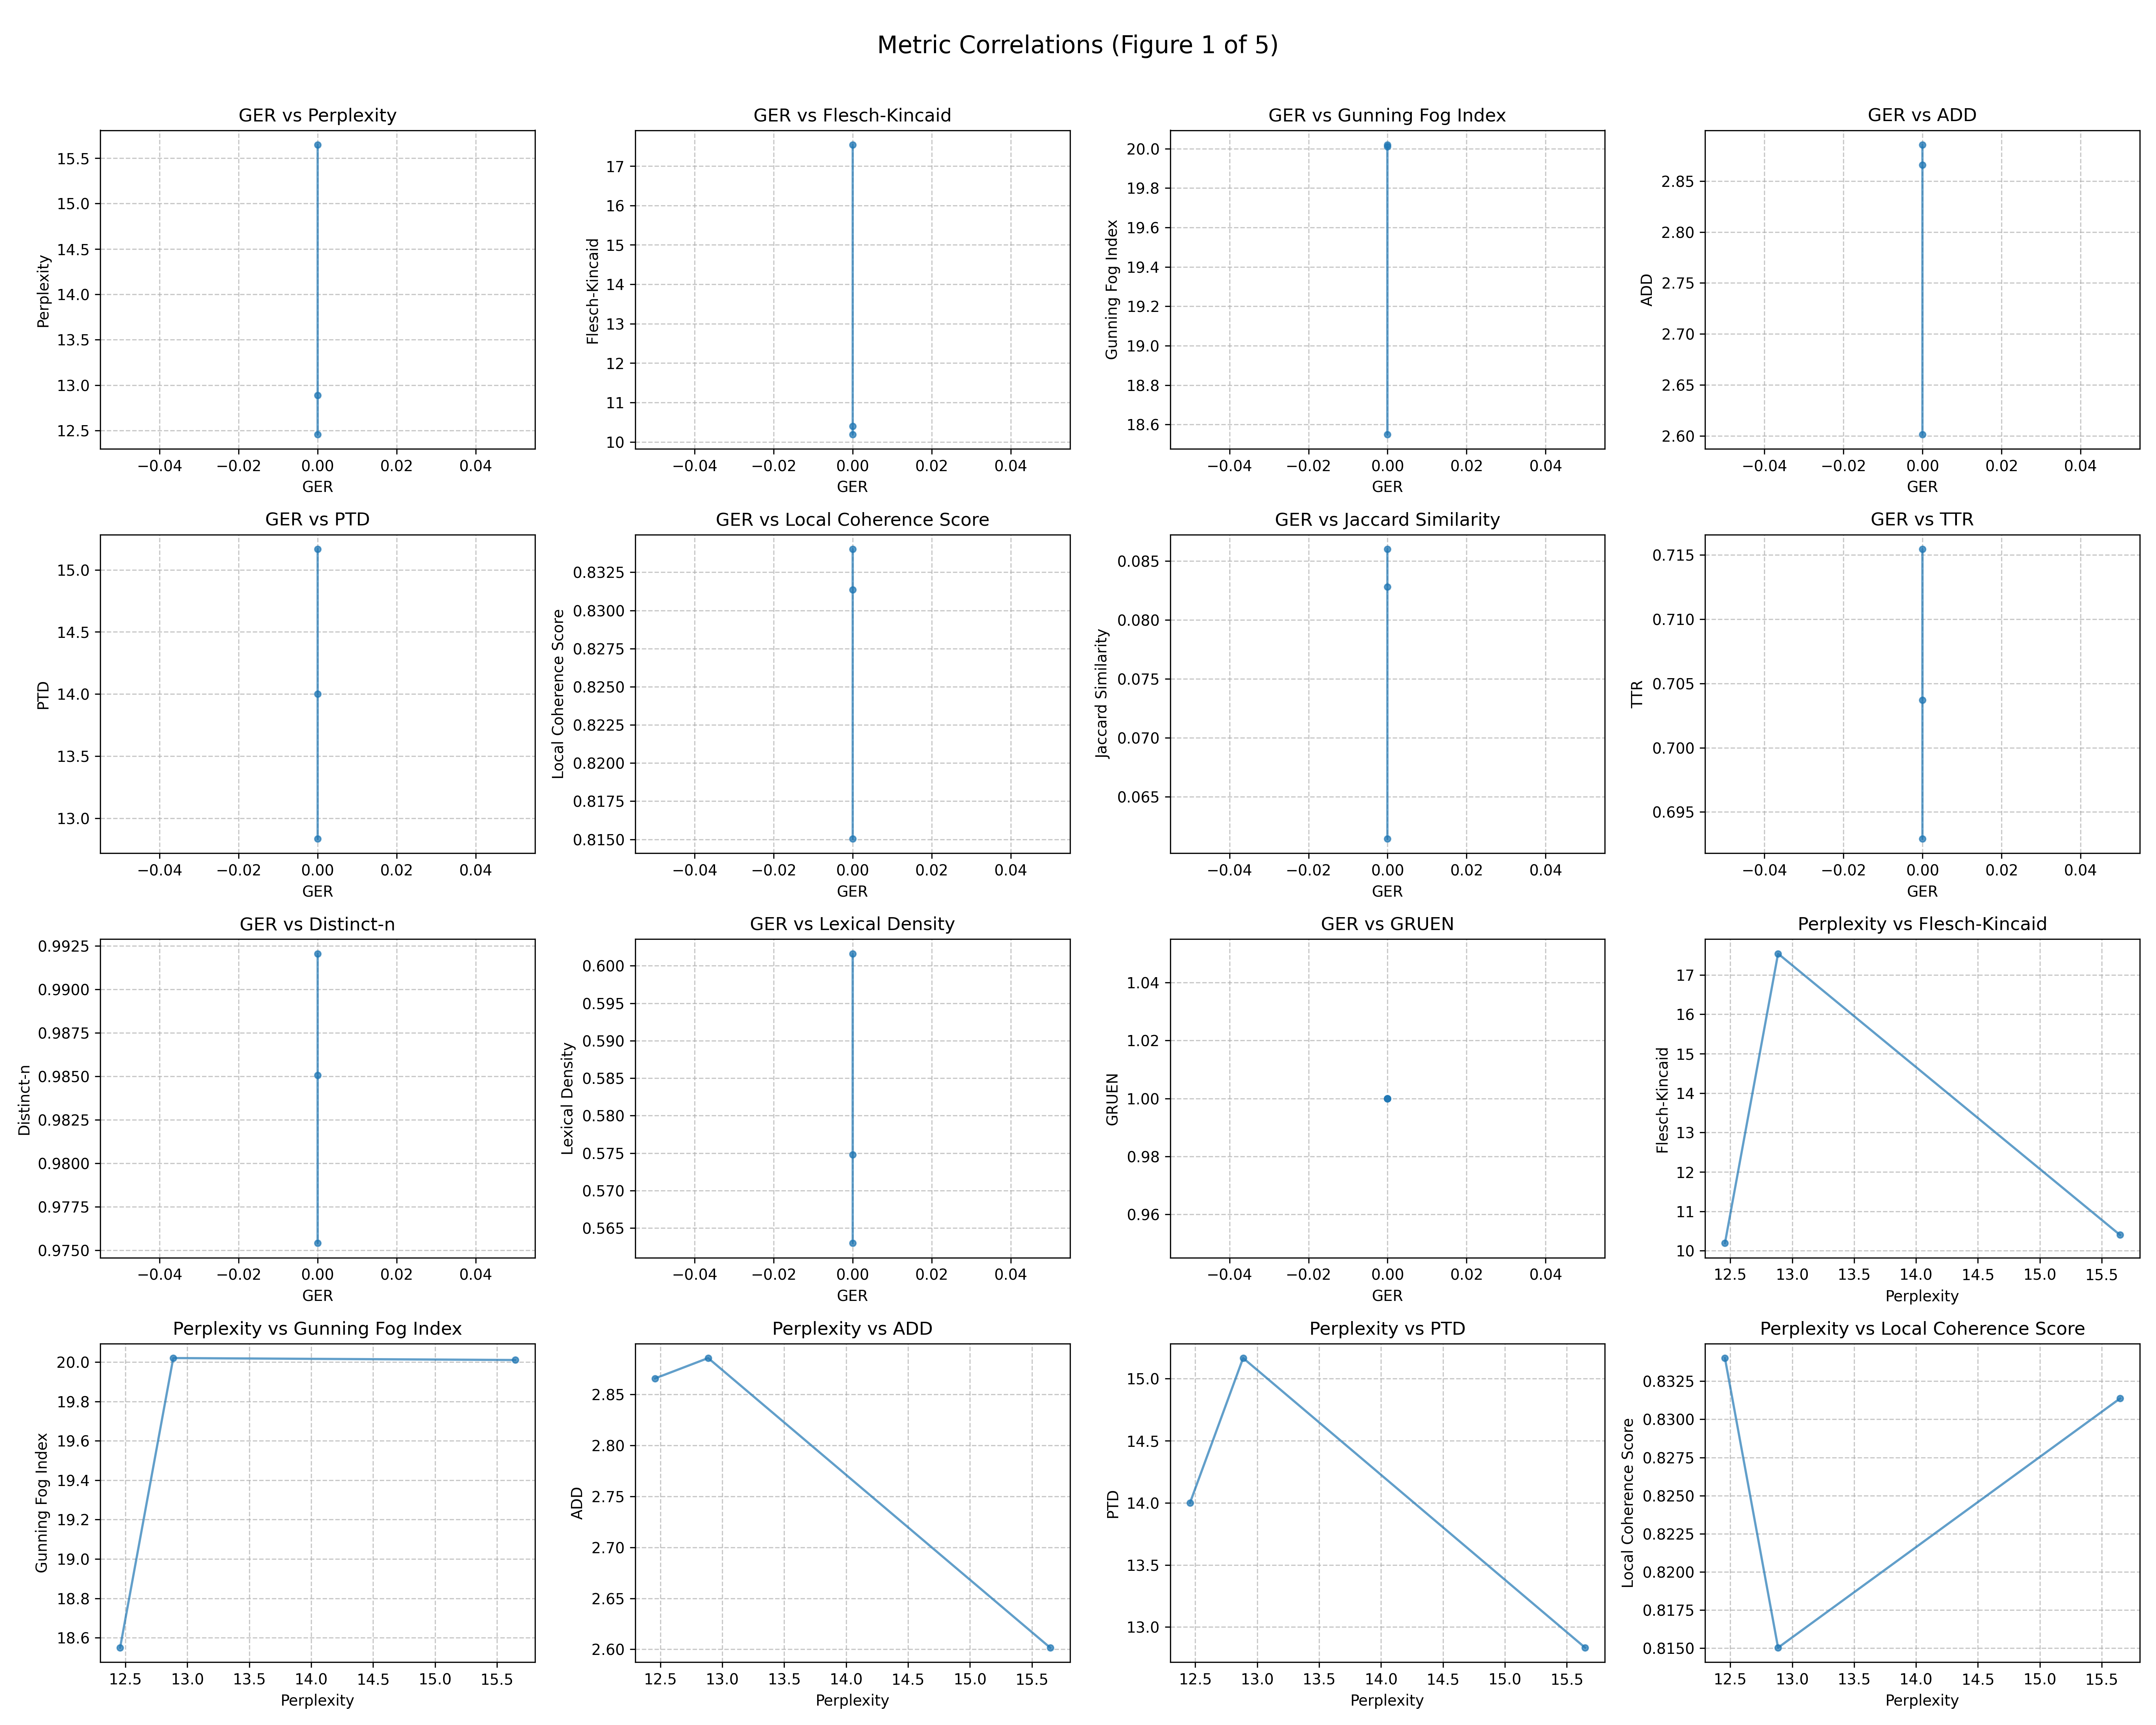 Metric Correlations (Figure 1 of 5)
GER vs Perplexity
Perplexity
15.5
15.0
14.5
14.0
13.5
13.0
12.5
−0.04 −0.02 0.00 0.02 0.04
GER
GER vs Flesch-Kincaid
Flesch-Kincaid
17
16
15
14
13
12
11
10
−0.04 −0.02 0.00 0.02 0.04
GER
GER vs Gunning Fog Index
Gunning Fog Index
20.0
19.8
19.6
19.4
19.2
19.0
18.8
18.6
−0.04 −0.02 0.00 0.02 0.04
GER
GER vs ADD
ADD
2.85
2.80
2.75
2.70
2.65
2.60
−0.04 −0.02 0.00 0.02 0.04
GER
GER vs PTD
PTD
15.0
14.5
14.0
13.5
13.0
−0.04 −0.02 0.00 0.02 0.04
GER
GER vs Local Coherence Score
Local Coherence Score
0.8325
0.8300
0.8275
0.8250
0.8225
0.8200
0.8175
0.8150
−0.04 −0.02 0.00 0.02 0.04
GER
GER vs Jaccard Similarity
Jaccard Similarity
0.085
0.080
0.075
0.070
0.065
−0.04 −0.02 0.00 0.02 0.04
GER
GER vs TTR
TTR
0.715
0.710
0.705
0.700
0.695
−0.04 −0.02 0.00 0.02 0.04
GER
GER vs Distinct-n
Distinct-n
0.9925
0.9900
0.9875
0.9850
0.9825
0.9800
0.9775
0.9750
−0.04 −0.02 0.00 0.02 0.04
GER
GER vs Lexical Density
Lexical Density
0.600
0.595
0.590
0.585
0.580
0.575
0.570
0.565
−0.04 −0.02 0.00 0.02 0.04
GER
GER vs GRUEN
GRUEN
1.04
1.02
1.00
0.98
0.96
−0.04 −0.02 0.00 0.02 0.04
GER
Perplexity vs Flesch-Kincaid
Flesch-Kincaid
17
16
15
14
13
12
11
10
12.5 13.0 13.5 14.0 14.5 15.0 15.5
Perplexity
Perplexity vs Gunning Fog Index
Gunning Fog Index
20.0
19.8
19.6
19.4
19.2
19.0
18.8
18.6
12.5 13.0 13.5 14.0 14.5 15.0 15.5
Perplexity
Perplexity vs ADD
ADD
2.85
2.80
2.75
2.70
2.65
2.60
12.5 13.0 13.5 14.0 14.5 15.0 15.5
Perplexity
Perplexity vs PTD
PTD
15.0
14.5
14.0
13.5
13.0
12.5 13.0 13.5 14.0 14.5 15.0 15.5
Perplexity
Perplexity vs Local Coherence Score
Local Coherence Score
0.8325
0.8300
0.8275
0.8250
0.8225
0.8200
0.8175
0.8150
12.5 13.0 13.5 14.0 14.5 15.0 15.5
Perplexity